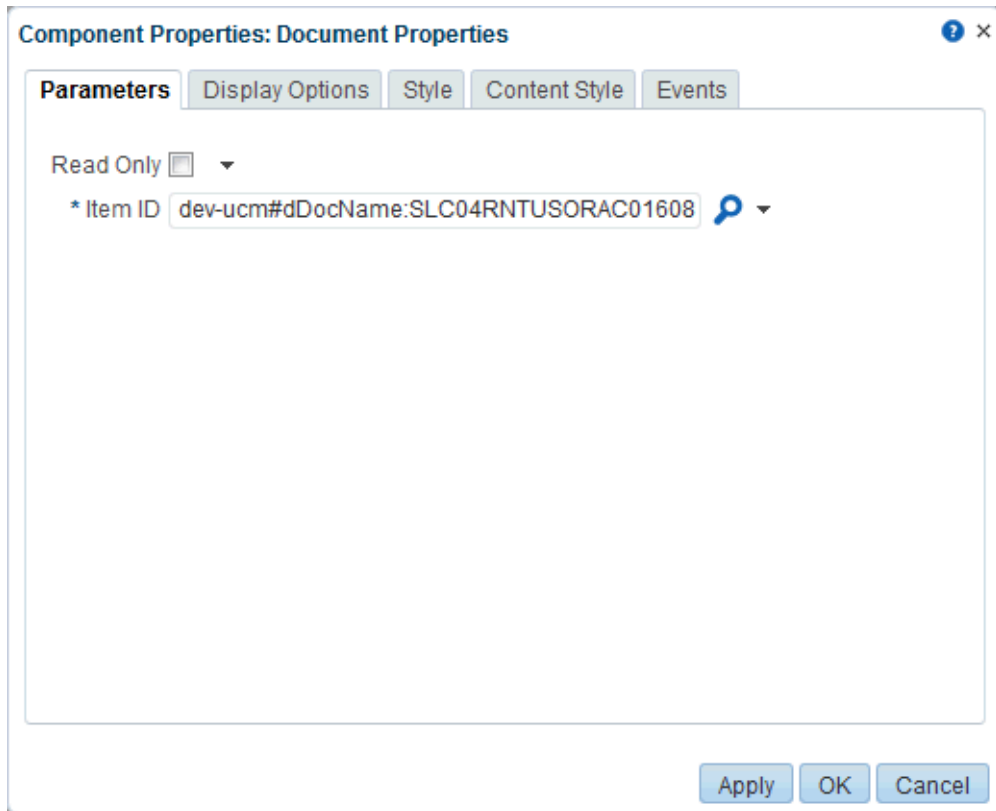 Component Properties: Document Properties
Parameters Display Options Style Content Style Events
Read Only
* Item ID dev-ucm#dDocName:SLC04RNTUSORAC01608
Apply OK Cancel